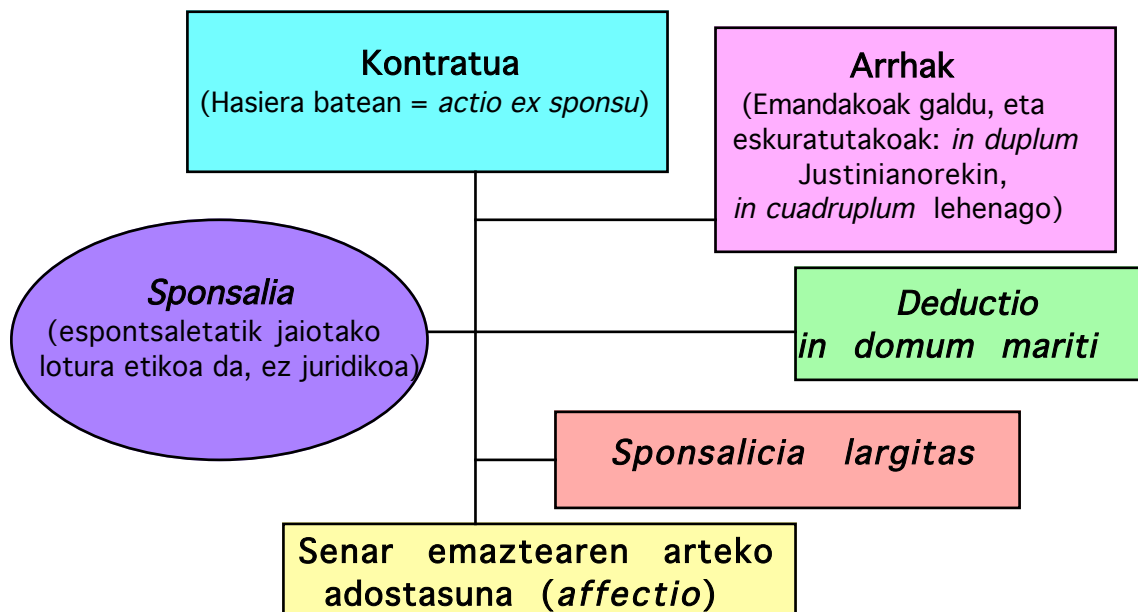 Kontratua
(Hasiera batean = actio ex sponsu)
Arrhak
(Emandakoak galdu, eta
eskuratutakoak: in duplum
Justinianorekin,
in cuadruplum lehenago)
Sponsalia
(espontsaletatik jaiotako
lotura etikoa da, ez juridikoa)
Deductio
in domum mariti
Sponsalicia largitas
Senar emaztearen arteko
adostasuna (affectio)